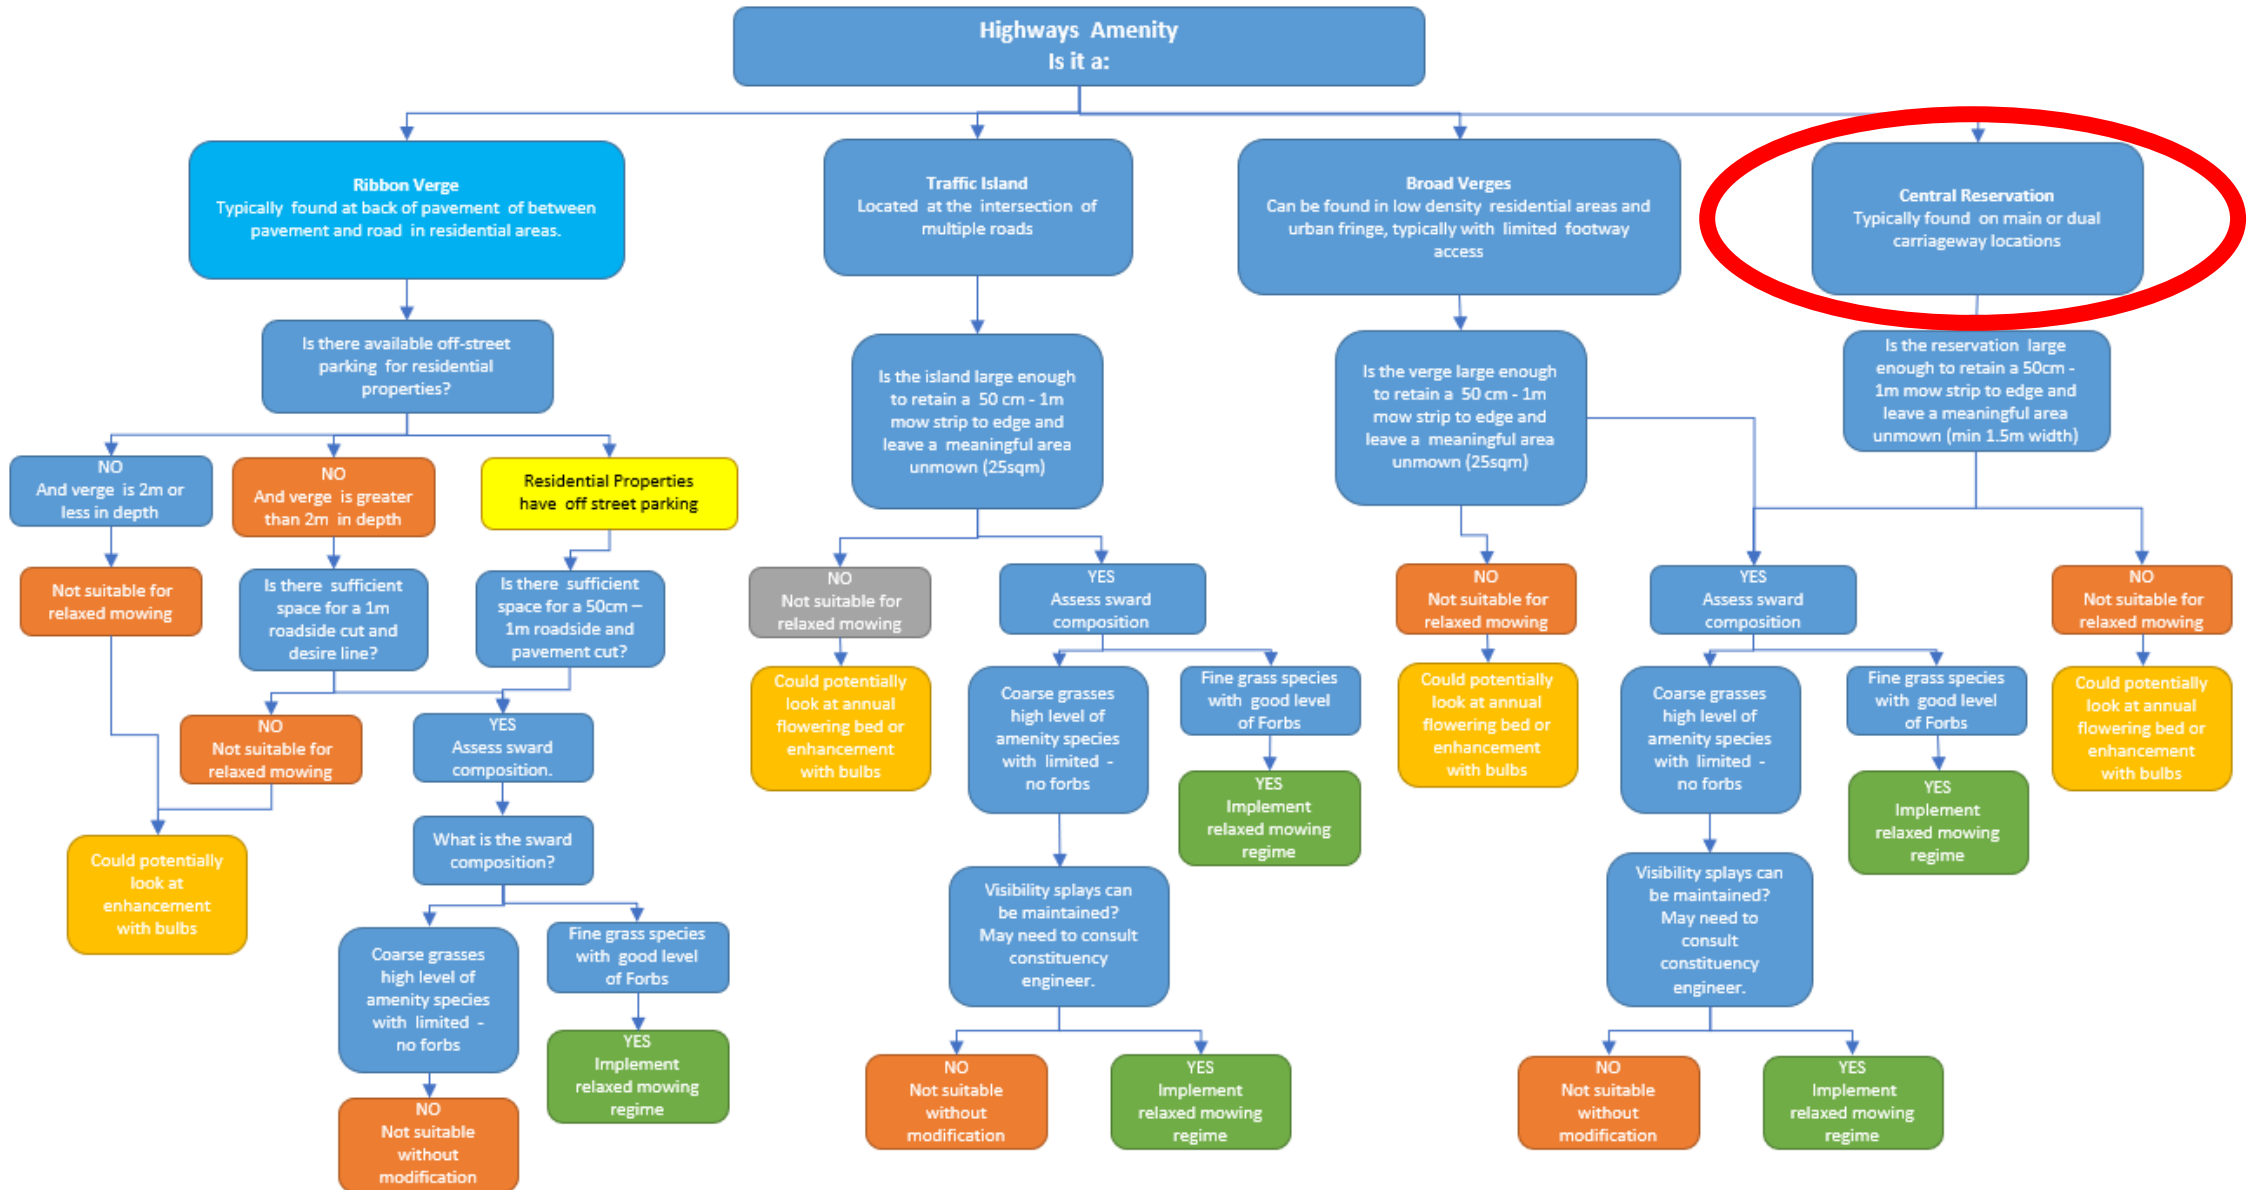 Highways Amenity
Is it a:
Ribbon Verge
Typically found at back of pavement of between
pavement and road in residential areas.
Traffic Island
Located at the intersection of
multiple roads
Broad Verges
Can be found in low density residential areas and
urban fringe, typically with limited footway
access
Central Reservation
Typically found on main or dual
carriageway locations
Is there available off-street
parking for residential
properties?
Is the island large enough
to retain a 50 cm - 1m
mow strip to edge and
leave a meaningful area
unmown (25sqm)
Is the verge large enough
to retain a 50 cm - 1m
mow strip to edge and
leave a meaningful area
unmown (25sqm)
Is the reservation large
enough to retain a 50cm -
1m mow strip to edge and
leave a meaningful area
unmown (min 1.5m width)
NO
And verge is 2m or
less in depth
NO
And verge is greater
than 2m in depth
Residential Properties
have off street parking
Not suitable for
relaxed mowing
Is there sufficient
space for a 1m
roadside cut and
desire line?
Is there sufficient
space for a 50cm –
1m roadside and
pavement cut?
NO
Not suitable for
relaxed mowing
YES
Assess sward
composition
NO
Not suitable for
relaxed mowing
YES
Assess sward
composition
NO
Not suitable for
relaxed mowing
NO
Not suitable for
relaxed mowing
YES
Assess sward
composition.
Could potentially
look at annual
flowering bed or
enhancement
with bulbs
Coarse grasses
high level of
amenity species
with limited -
no forbs
Fine grass species
with good level
of Forbs
Could potentially
look at annual
flowering bed or
enhancement
with bulbs
Coarse grasses
high level of
amenity species
with limited -
no forbs
Fine grass species
with good level
of Forbs
Could potentially
look at annual
flowering bed or
enhancement
with bulbs
YES
Implement
relaxed mowing
regime
YES
Implement
relaxed mowing
regime
Could potentially
look at
enhancement
with bulbs
What is the sward
composition?
Visibility splays can
be maintained?
May need to consult
constituency
engineer.
Visibility splays can
be maintained?
May need to
consult
constituency
engineer.
Coarse grasses
high level of
amenity species
with limited -
no forbs
Fine grass species
with good level
of Forbs
NO
Not suitable
without
modification
YES
Implement
relaxed mowing
regime
NO
Not suitable
without
modification
YES
Implement
relaxed mowing
regime
NO
Not suitable
without
modification
YES
Implement
relaxed mowing
regime